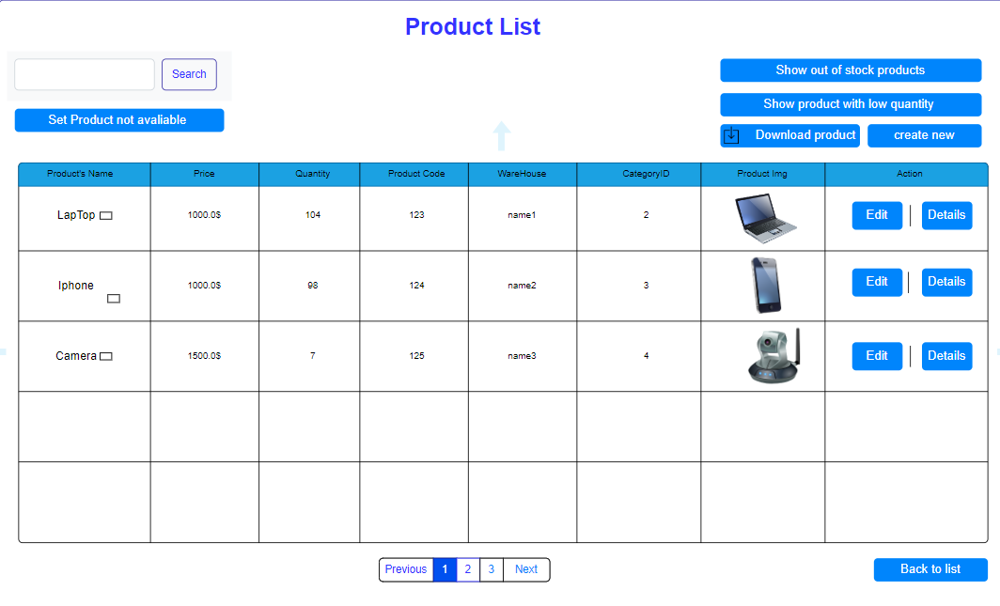 Product List
Search
Show out of stock products
Show product with low quantity
Set Product not avaliable
Download product
create new
Product's Name Price Quantity Product Code WareHouse CategoryID Product Img Action
LapTop 1000.0$ 104 123 name1 2 Edit | Details
Iphone 1000.0$ 98 124 name2 3 Edit | Details
Camera 1500.0$ 7 125 name3 4 Edit | Details
Previous 1 2 3 Next
Back to list